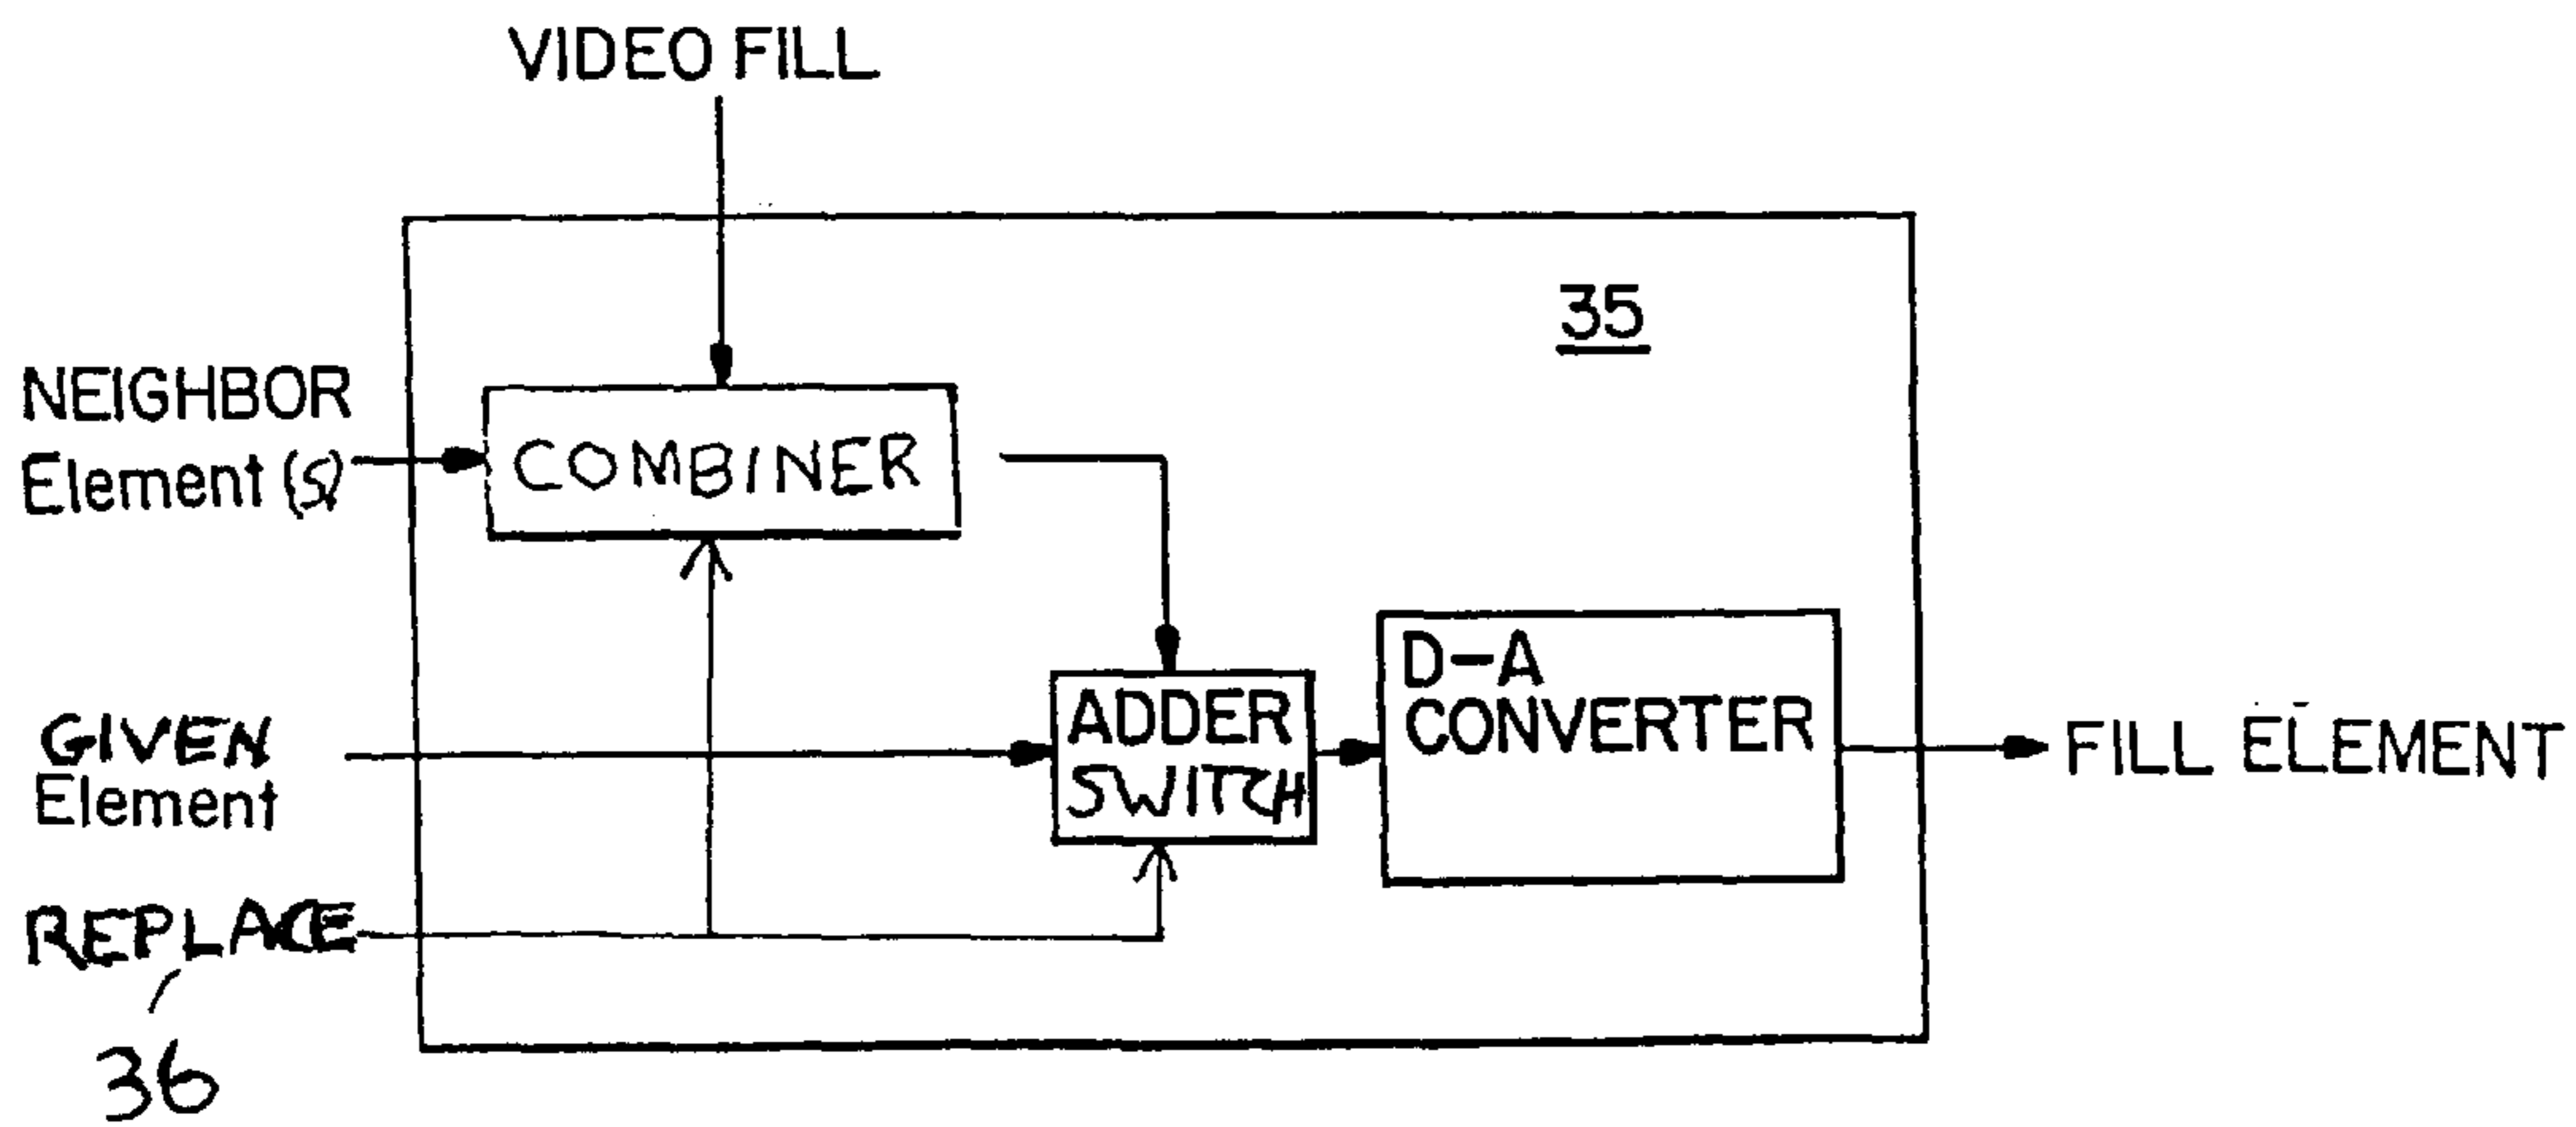 VIDEO FILL
35
NEIGHBOR
Element (S)
COMBINER
GIVEN
Element
ADDER
SWITCH
D-A
CONVERTER
FILL ELEMENT
REPLACE
36